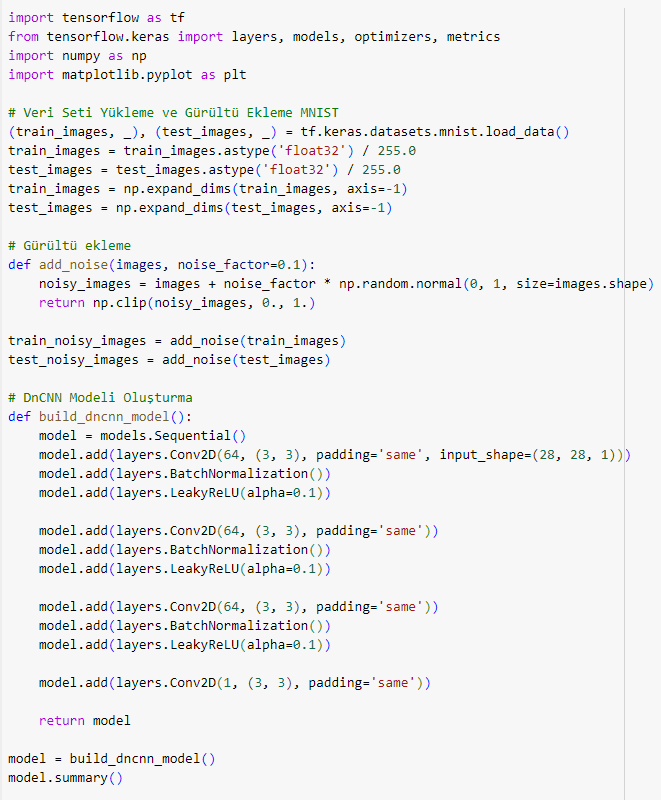 import tensorflow as tf
from tensorflow.keras import layers, models, optimizers, metrics
import numpy as np
import matplotlib.pyplot as plt

# Veri Seti Yükleme ve Gürültü Ekleme MNIST
(train_images, _), (test_images, _) = tf.keras.datasets.mnist.load_data()
train_images = train_images.astype('float32') / 255.0
test_images = test_images.astype('float32') / 255.0
train_images = np.expand_dims(train_images, axis=-1)
test_images = np.expand_dims(test_images, axis=-1)

# Gürültü ekleme
def add_noise(images, noise_factor=0.1):
    noisy_images = images + noise_factor * np.random.normal(0, 1, size=images.shape)
    return np.clip(noisy_images, 0., 1.)

train_noisy_images = add_noise(train_images)
test_noisy_images = add_noise(test_images)

# DnCNN Modeli Oluşturma
def build_dncnn_model():
    model = models.Sequential()
    model.add(layers.Conv2D(64, (3, 3), padding='same', input_shape=(28, 28, 1)))
    model.add(layers.BatchNormalization())
    model.add(layers.LeakyReLU(alpha=0.1))

    model.add(layers.Conv2D(64, (3, 3), padding='same'))
    model.add(layers.BatchNormalization())
    model.add(layers.LeakyReLU(alpha=0.1))

    model.add(layers.Conv2D(64, (3, 3), padding='same'))
    model.add(layers.BatchNormalization())
    model.add(layers.LeakyReLU(alpha=0.1))

    model.add(layers.Conv2D(1, (3, 3), padding='same'))

    return model

model = build_dncnn_model()
model.summary()